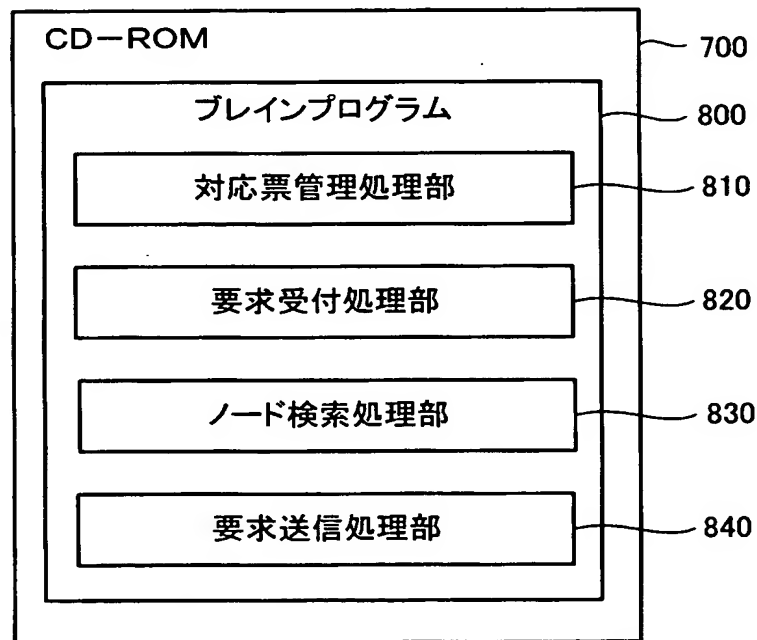 CD－ROM
700
ブレインプログラム
800
対応票管理処理部
810
要求受付処理部
820
ノード検索処理部
830
要求送信処理部
840